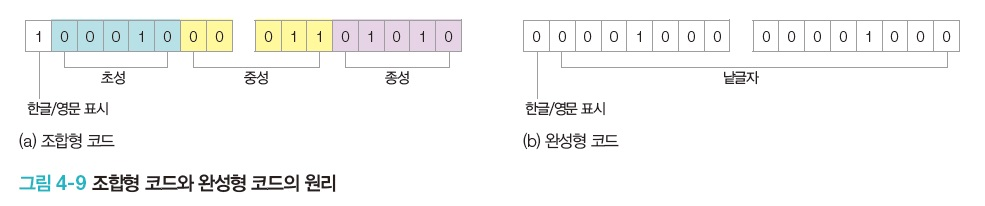 1 0 0 0 1 0 0 0 0 1 1 0 1 0 1 0
초성 중성 종성
한글/영문 표시
(a) 조합형 코드
0 0 0 0 1 0 0 0 0 0 0 0 1 0 0 0
낱글자
한글/영문 표시
(b) 완성형 코드
그림 4-9 조합형 코드와 완성형 코드의 원리